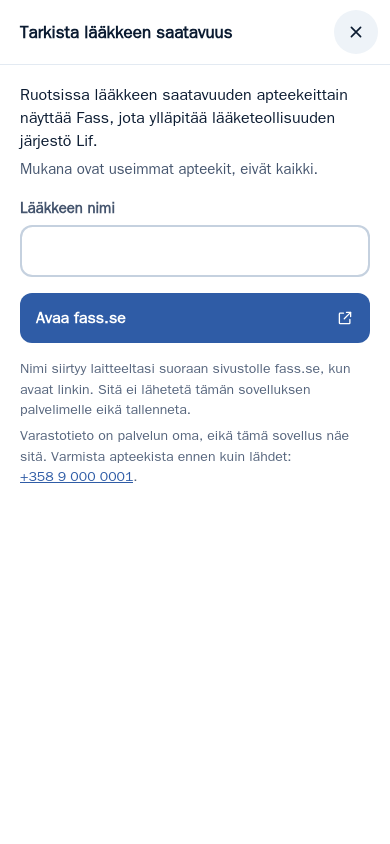 Tarkista lääkkeen saatavuus
Ruotsissa lääkkeen saatavuuden apteekeittain
näyttää Fass, jota ylläpitää lääketeollisuuden
järjestö Lif.
Mukana ovat useimmat apteekit, eivät kaikki.
Lääkkeen nimi
Avaa fass.se
Nimi siirtyy laitteeltasi suoraan sivustolle fass.se, kun
avaat linkin. Sitä ei lähetetä tämän sovelluksen
palvelimelle eikä tallenneta.
Varastotieto on palvelun oma, eikä tämä sovellus näe
sitä. Varmista apteekista ennen kuin lähdet:
+358 9 000 0001.